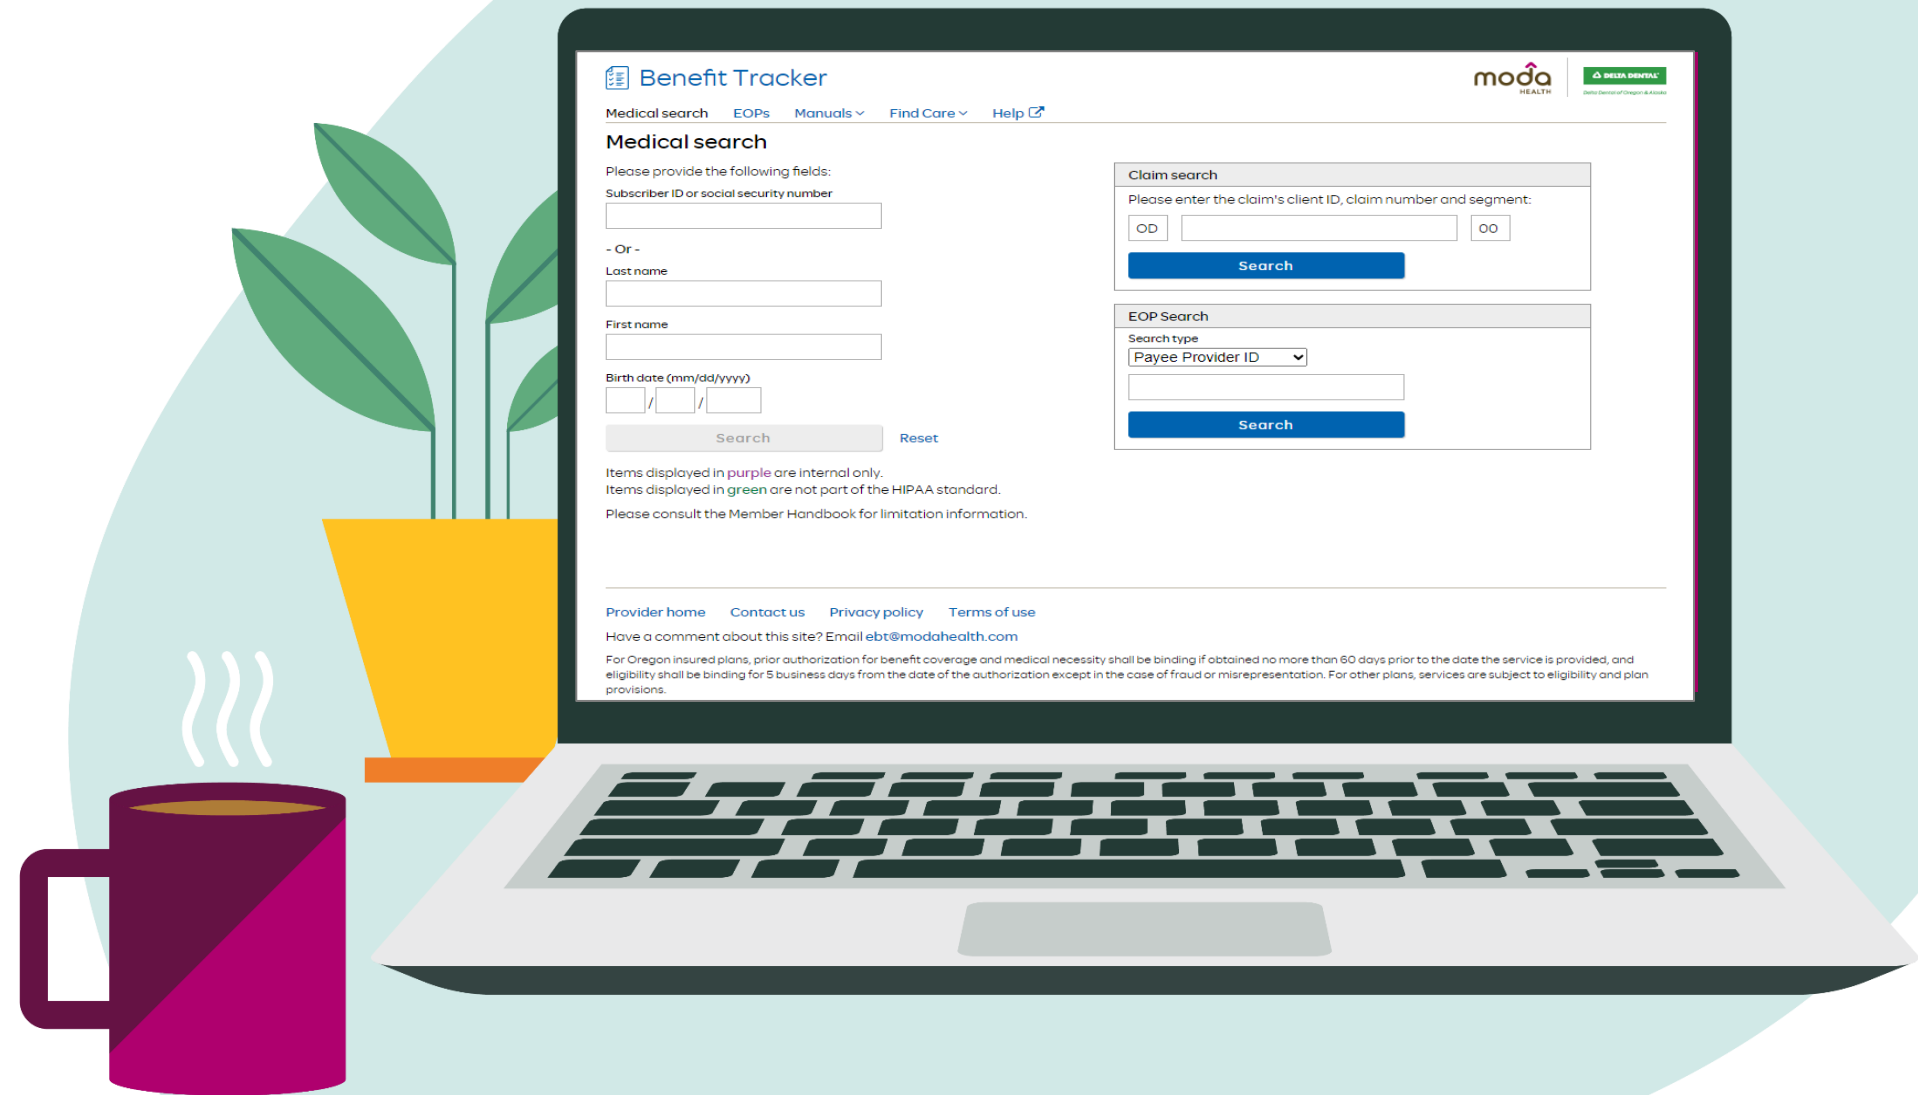 Benefit Tracker
moda
HEALTH
DELTA DENTAL
Delta Dental of Oregon & Alaska
Medical search EOPs Manuals Find Care Help
Medical search
Please provide the following fields:
Subscriber ID or social security number
- Or -
Last name
First name
Birth date (mm/dd/yyyy)
/ /
Search Reset
Items displayed in purple are internal only.
Items displayed in green are not part of the HIPAA standard.
Please consult the Member Handbook for limitation information.
Claim search
Please enter the claim's client ID, claim number and segment:
OD 00
Search
EOP Search
Search type
Payee Provider ID
Search
Provider home Contact us Privacy policy Terms of use
Have a comment about this site? Email ebt@modahealth.com
For Oregon insured plans, prior authorization for benefit coverage and medical necessity shall be binding if obtained no more than 60 days prior to the date the service is provided, and
eligibility shall be binding for 5 business days from the date of the authorization except in the case of fraud or misrepresentation. For other plans, services are subject to eligibility and plan
provisions.